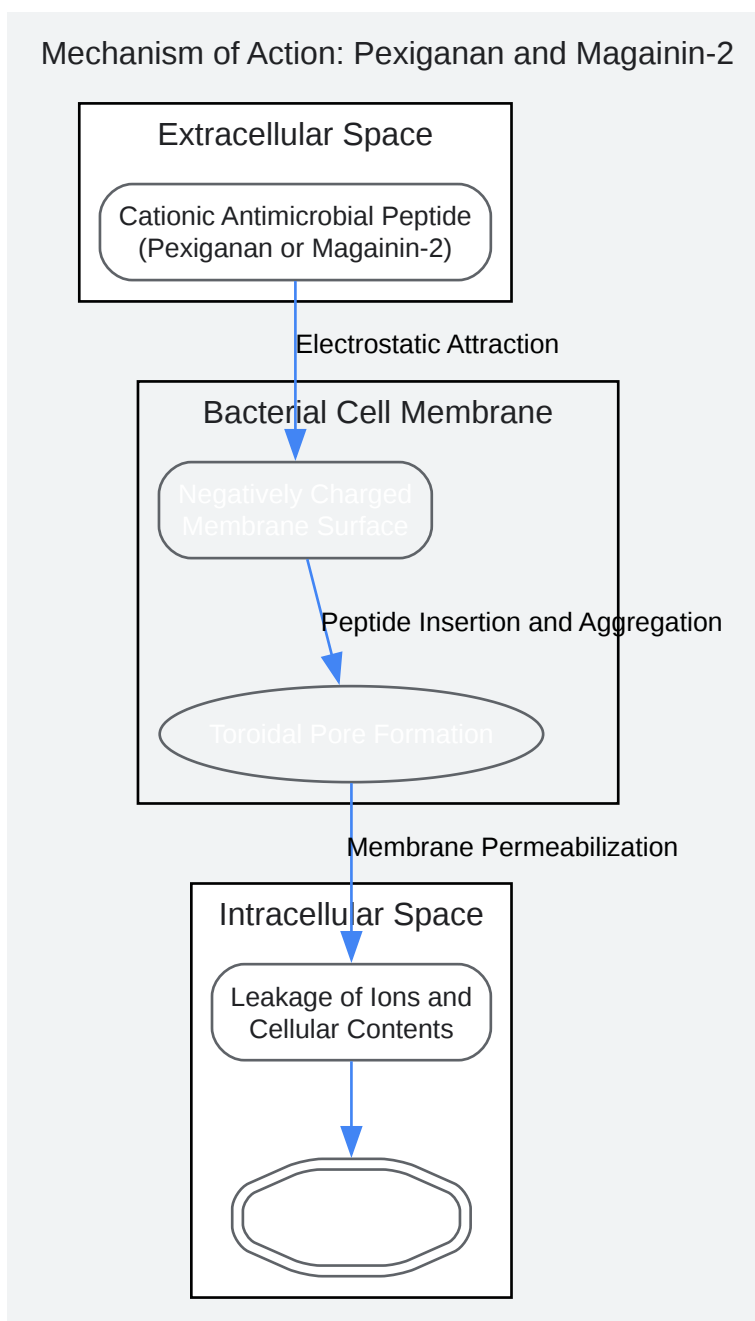 Mechanism of Action: Pexiganan and Magainin-2
Extracellular Space
Cationic Antimicrobial Peptide
(Pexiganan or Magainin-2)
Electrostatic Attraction
Bacterial Cell Membrane
Negatively Charged
Membrane Surface
Peptide Insertion and Aggregation
Toroidal Pore Formation
Membrane Permeabilization
Intracellular Space
Leakage of Ions and
Cellular Contents